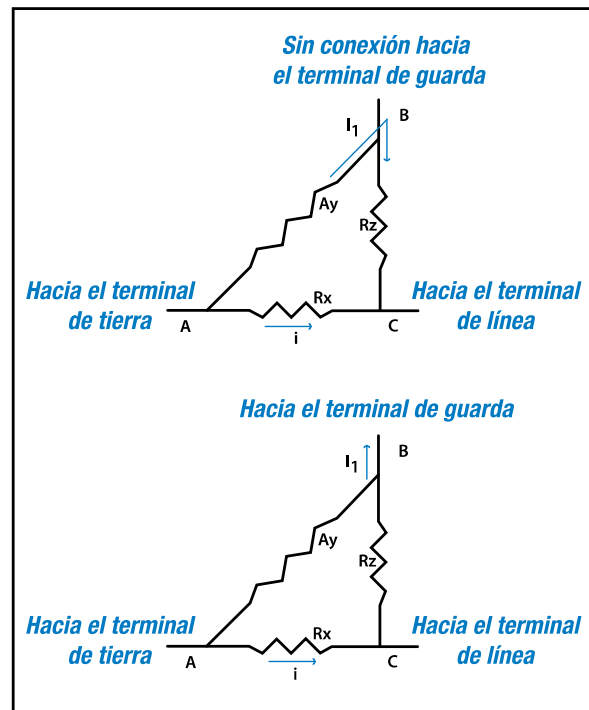 Sin conexión hacia
el terminal de guarda
B
I1
Ay
Rz
Hacia el terminal
de tierra
A
Rx
i
C
Hacia el terminal
de línea
Hacia el terminal de guarda
B
I1
Ay
Rz
Hacia el terminal
de tierra
A
Rx
i
C
Hacia el terminal
de línea